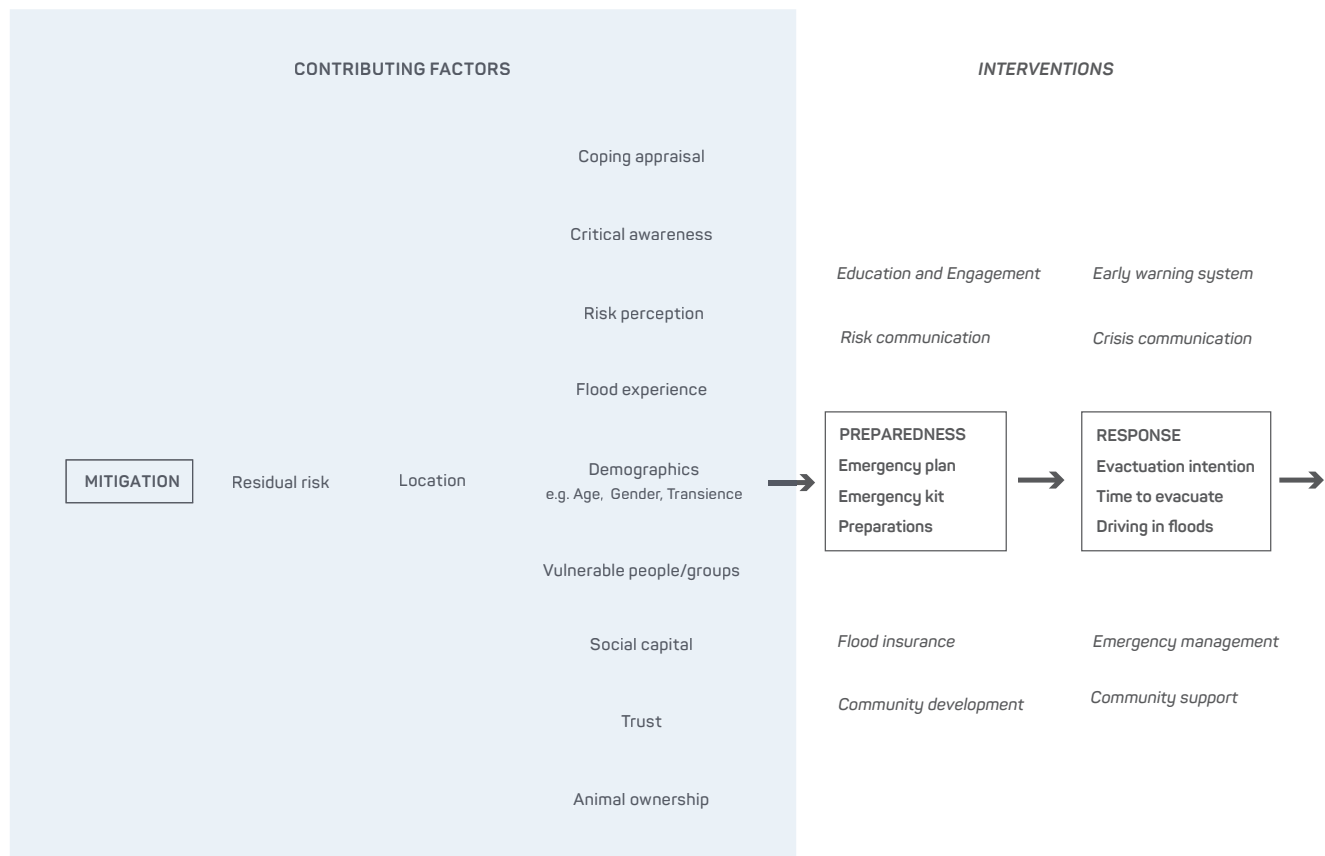 CONTRIBUTING FACTORS
INTERVENTIONS
MITIGATION
Residual risk
Location
Coping appraisal
Critical awareness
Risk perception
Flood experience
Demographics
e.g. Age, Gender, Transience
Vulnerable people/groups
Social capital
Trust
Animal ownership
Education and Engagement
Risk communication
PREPAREDNESS
Emergency plan
Emergency kit
Preparations
Flood insurance
Community development
Early warning system
Crisis communication
RESPONSE
Evactuation intention
Time to evacuate
Driving in floods
Emergency management
Community support